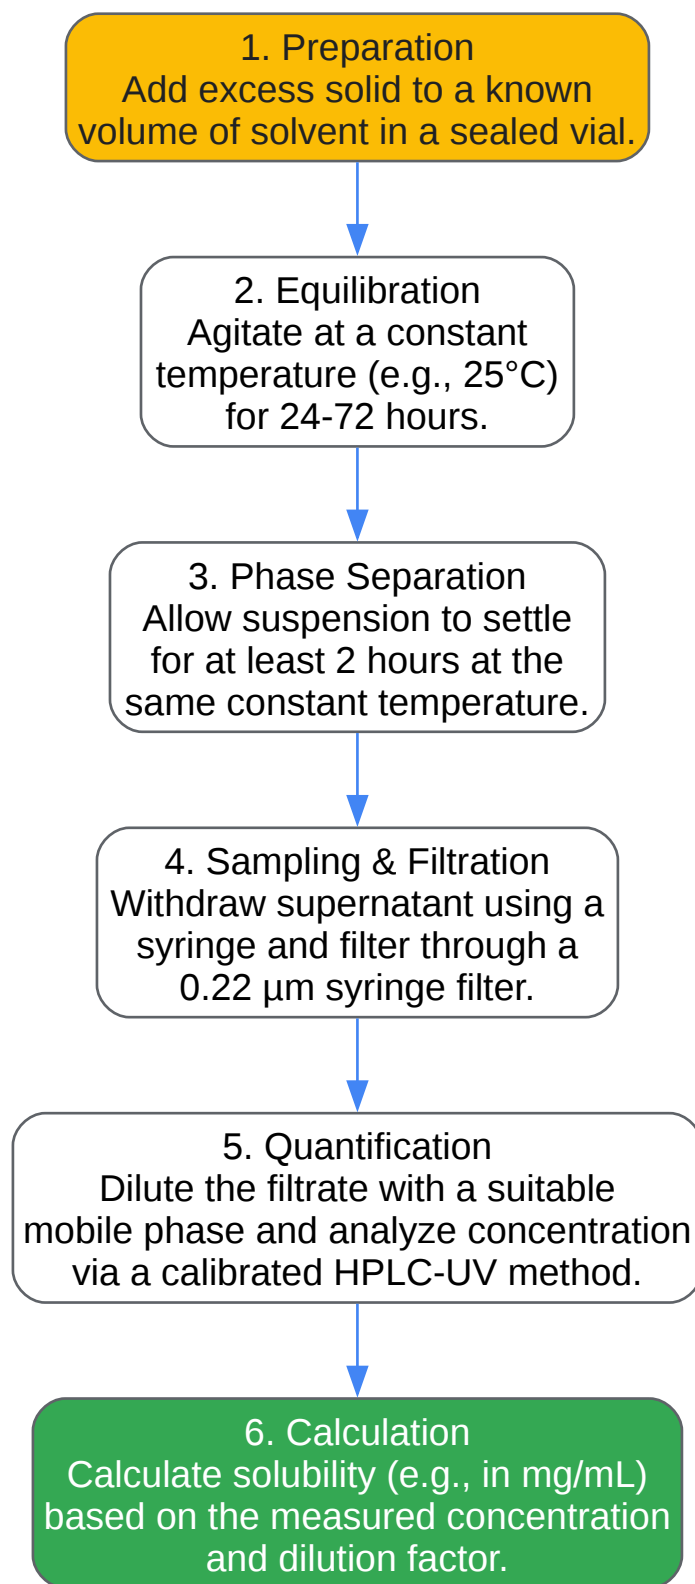 1. Preparation
Add excess solid to a known
volume of solvent in a sealed vial.
2. Equilibration
Agitate at a constant
temperature (e.g., 25°C)
for 24-72 hours.
3. Phase Separation
Allow suspension to settle
for at least 2 hours at the
same constant temperature.
4. Sampling & Filtration
Withdraw supernatant using a
syringe and filter through a
0.22 µm syringe filter.
5. Quantification
Dilute the filtrate with a suitable
mobile phase and analyze concentration
via a calibrated HPLC-UV method.
6. Calculation
Calculate solubility (e.g., in mg/mL)
based on the measured concentration
and dilution factor.